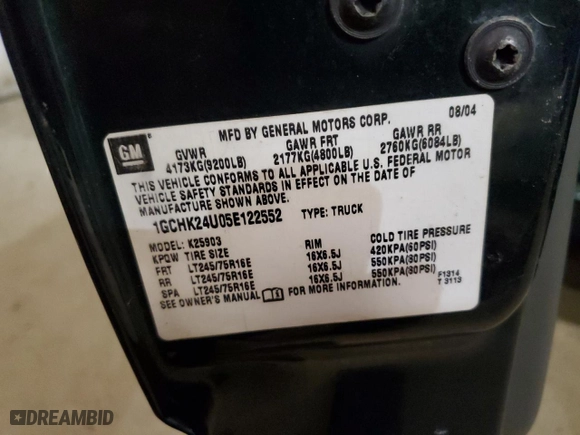 GM
MFD BY GENERAL MOTORS CORP. 08/04
GVWR GAWR FRT GAWR RR
4173KG(9200LB) 2177KG(4800LB) 2760KG(6084LB)
THIS VEHICLE CONFORMS TO ALL APPLICABLE U.S. FEDERAL MOTOR
VEHICLE SAFETY STANDARDS IN EFFECT ON THE DATE OF
MANUFACTURE SHOWN ABOVE.
1GCHK24U05E122552 TYPE: TRUCK
MODEL: K25903
KPQW TIRE SIZE RIM COLD TIRE PRESSURE
FRT LT245/75R16E 16X6.5J 420KPA(60PSI)
RR LT245/75R16E 16X6.5J 550KPA(80PSI)
SPA LT245/75R16E 16X6.5J 550KPA(80PSI)
SEE OWNER'S MANUAL FOR MORE INFORMATION.
F1314
T 3113
DREAMBID